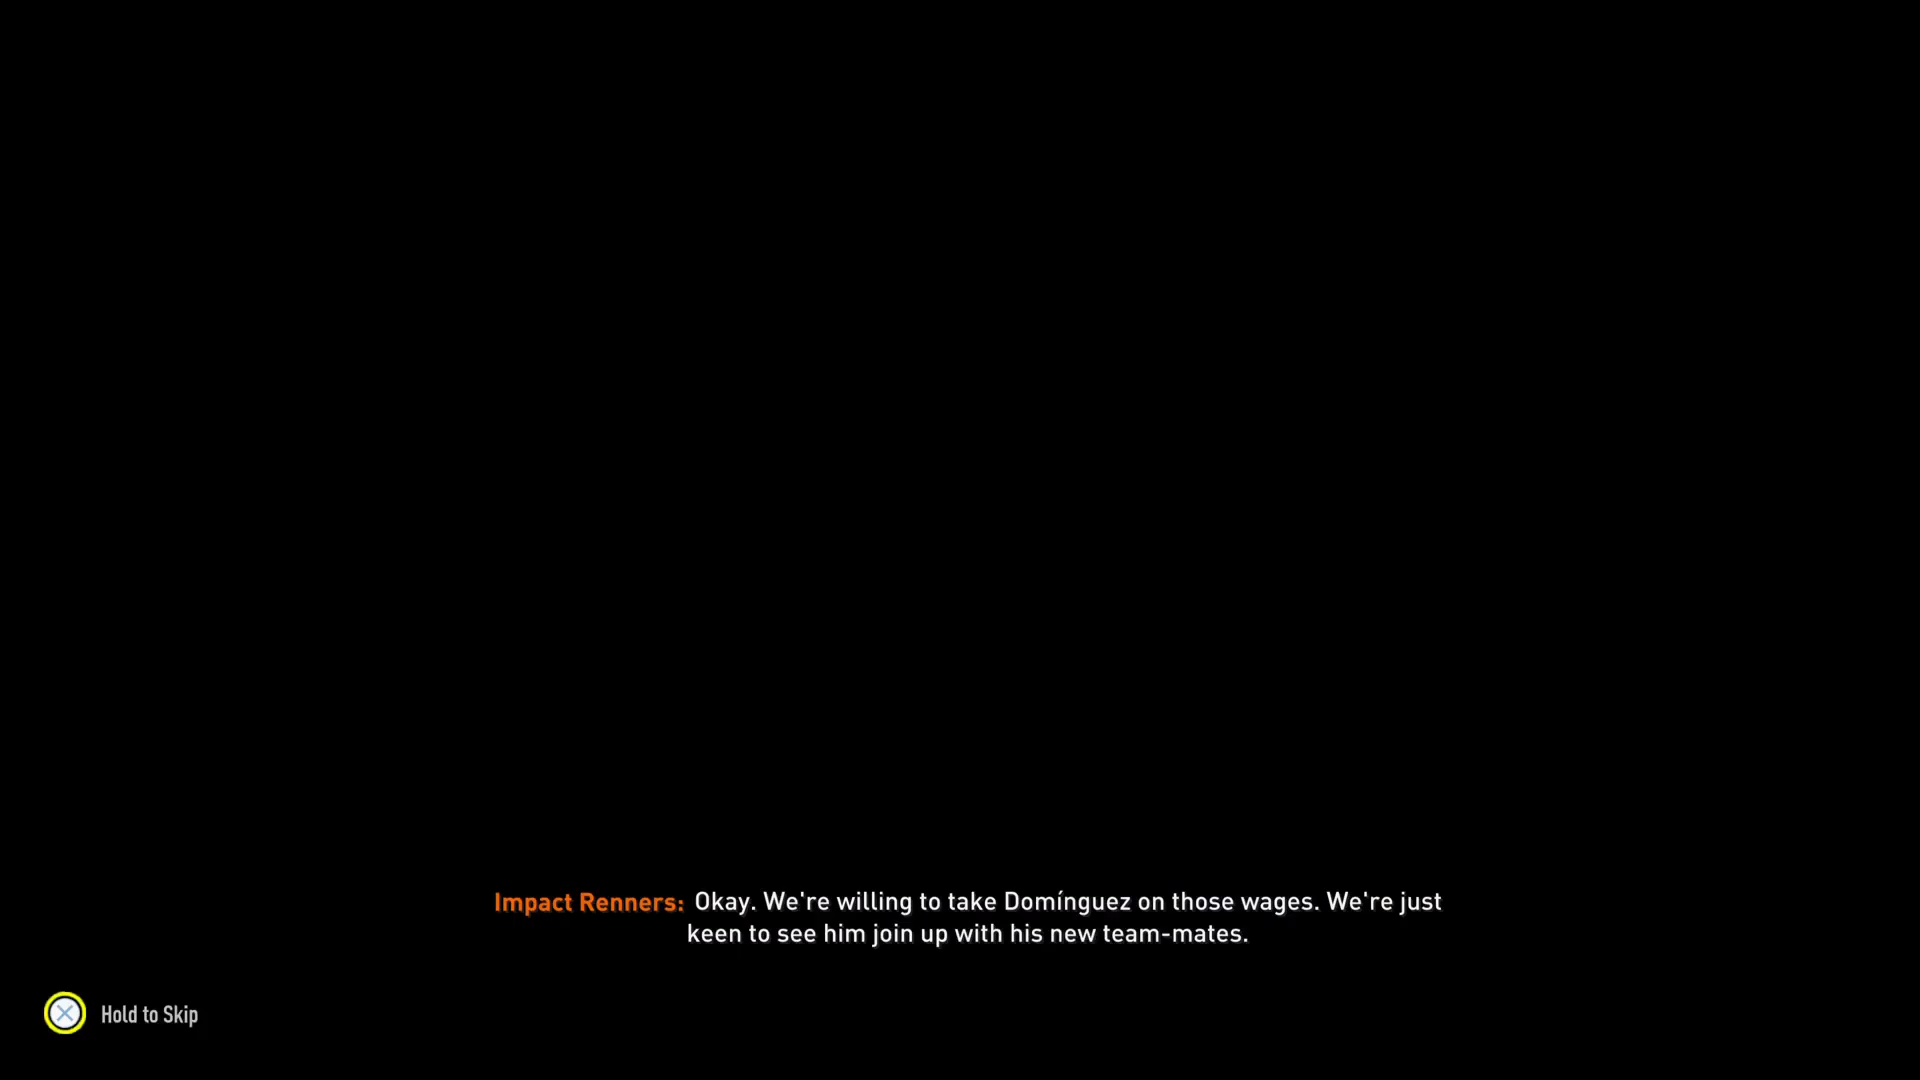 Impact Renners: Okay. We're willing to take Domínguez on those wages. We're just
keen to see him join up with his new team-mates.
Hold to Skip